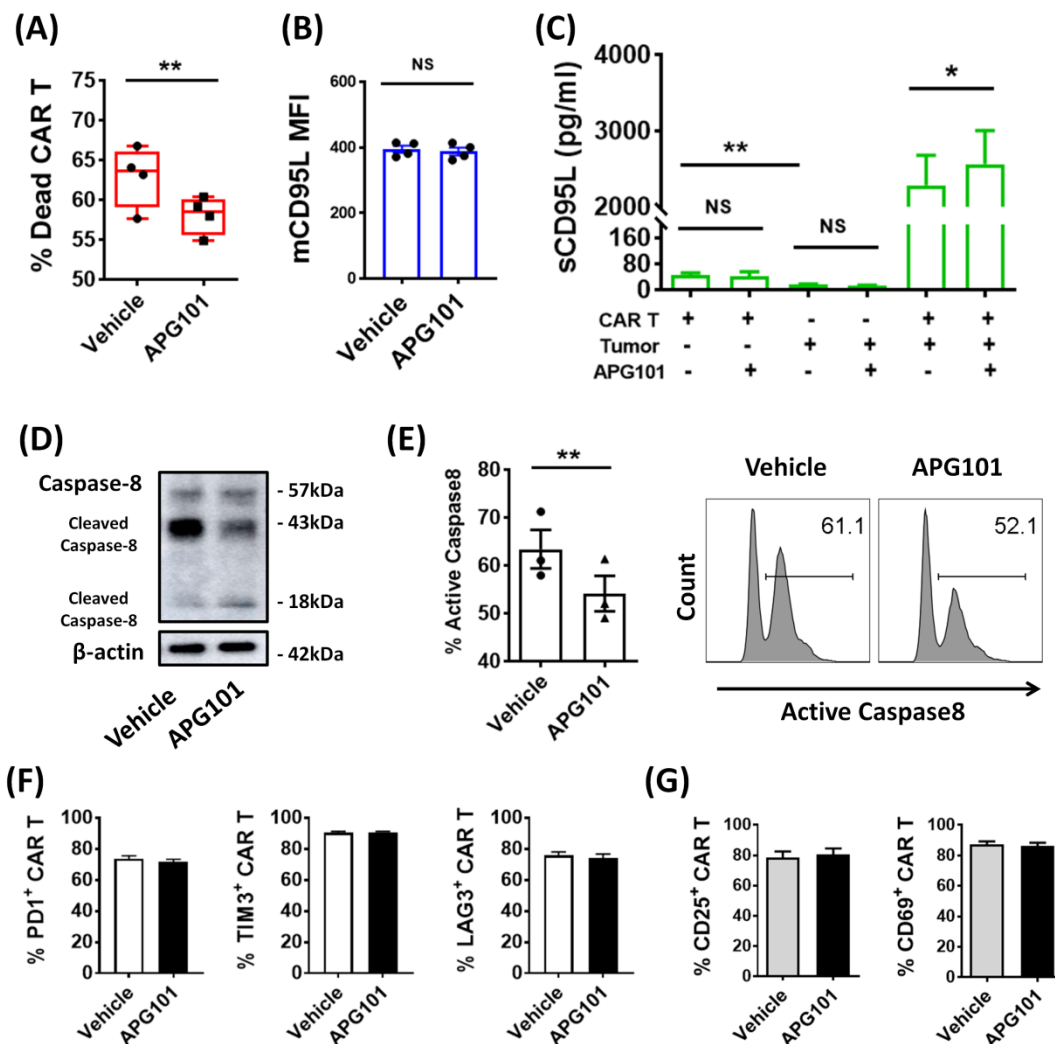 (A)
**
% Dead CAR T
75
70
65
60
55
50
Vehicle
APG101
(B)
NS
mCD95L MFI
600
400
200
0
Vehicle
APG101
(C)
sCD95L (pg/ml)
4000
3000
2000
160
80
0
**
*
NS
NS
CAR T + + - - + +
Tumor - - + + + +
APG101 - + - + - +
(D)
Caspase-8
- 57kDa
Cleaved
Caspase-8
- 43kDa
Cleaved
Caspase-8
- 18kDa
β-actin
- 42kDa
Vehicle
APG101
(E)
**
% Active Caspase8
80
70
60
50
40
Vehicle
APG101
Vehicle
APG101
61.1
52.1
Count
Active Caspase8
(F)
% PD1⁺ CAR T
100
80
60
40
20
0
Vehicle
APG101
% TIM3⁺ CAR T
100
80
60
40
20
0
Vehicle
APG101
% LAG3⁺ CAR T
100
80
60
40
20
0
Vehicle
APG101
(G)
% CD25⁺ CAR T
100
80
60
40
20
0
Vehicle
APG101
% CD69⁺ CAR T
100
80
60
40
20
0
Vehicle
APG101